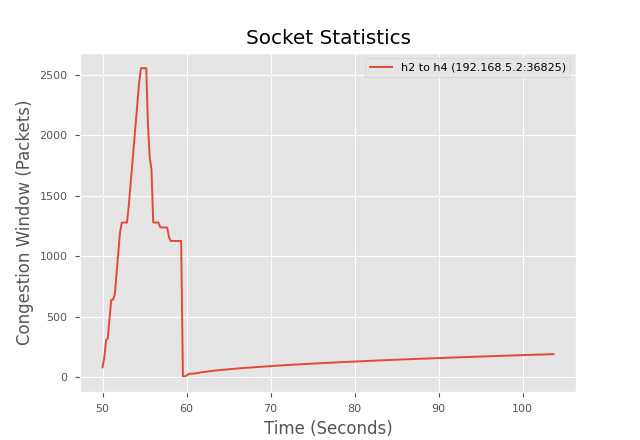 Socket Statistics
h2 to h4 (192.168.5.2:36825)
Congestion Window (Packets)
2500
2000
1500
1000
500
0
50 60 70 80 90 100
Time (Seconds)